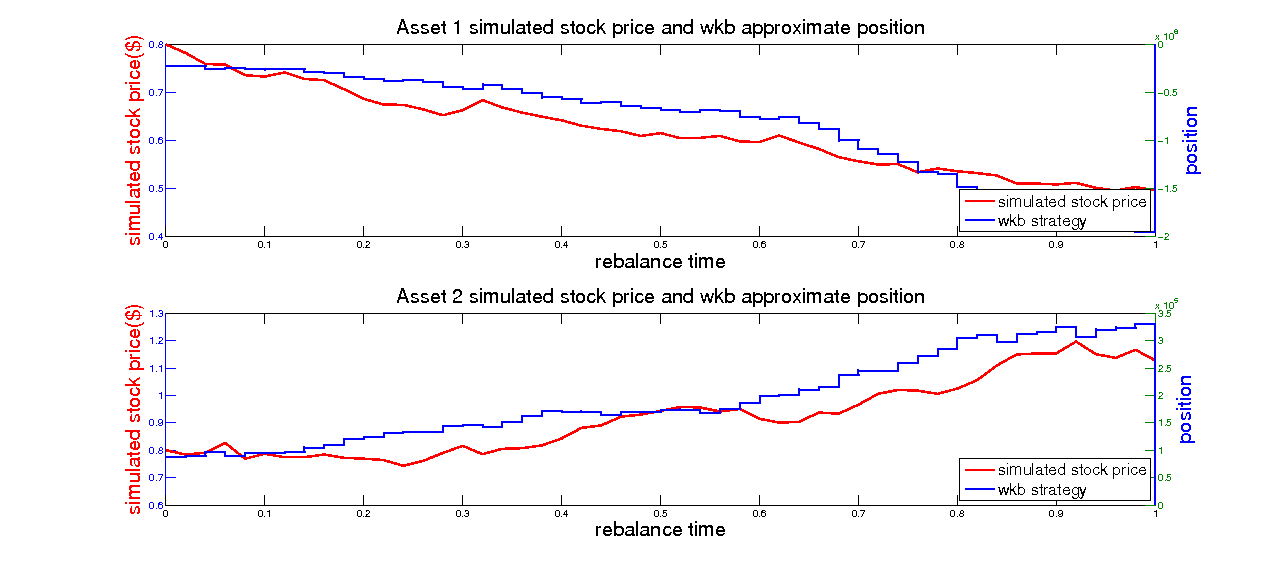 Asset 1 simulated stock price and wkb approximate position
x 10
0.8
0.7
0.6
0.5
0.4
simulated stock price($)
0
−0.5
−1
−1.5
−2
position
simulated stock price
wkb strategy
0 0.1 0.2 0.3 0.4 0.5 0.6 0.7 0.8 0.9 1
rebalance time
Asset 2 simulated stock price and wkb approximate position
x 10
1.3
1.2
1.1
1
0.9
0.8
0.7
0.6
simulated stock price($)
3.5
3
2.5
2
1.5
1
0.5
0
position
simulated stock price
wkb strategy
0 0.1 0.2 0.3 0.4 0.5 0.6 0.7 0.8 0.9 1
rebalance time